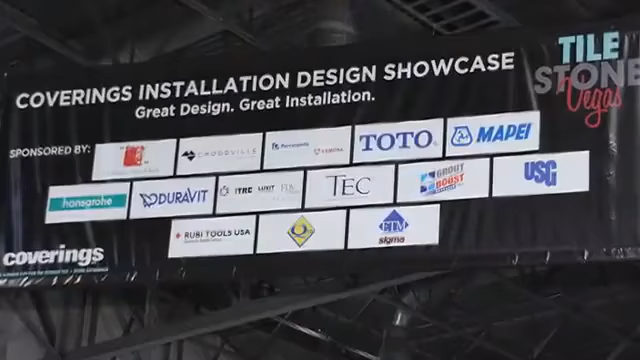 COVERINGS INSTALLATION DESIGN SHOWCASE
Great Design. Great Installation.
TILE
STONE
Vegas
SPONSORED BY:
CROSSVILLE
TOTO
MAPEI
hansgrohe
DURAVIT
TEC
GROUT
BOOST
USG
RUBI TOOLS USA
ETM
sigma
coverings